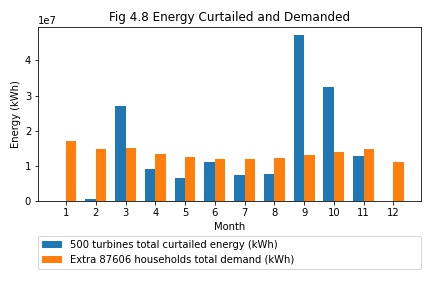 Fig 4.8 Energy Curtailed and Demanded
1e7
4
3
2
1
0
Energy (kWh)
1 2 3 4 5 6 7 8 9 10 11 12
Month
500 turbines total curtailed energy (kWh)
Extra 87606 households total demand (kWh)